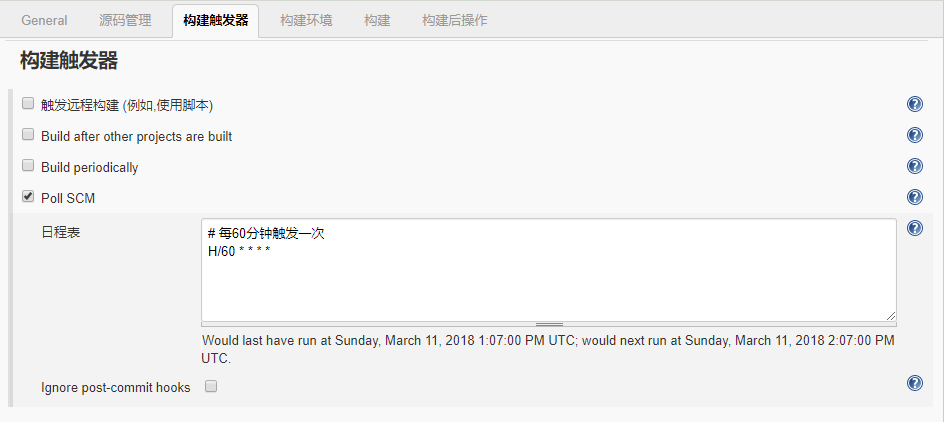 General 源码管理 构建触发器 构建环境 构建 构建后操作
构建触发器
触发远程构建 (例如,使用脚本)
Build after other projects are built
Build periodically
Poll SCM
日程表
# 每60分钟触发一次
H/60 * * * *
Would last have run at Sunday, March 11, 2018 1:07:00 PM UTC; would next run at Sunday, March 11, 2018 2:07:00 PM
UTC.
Ignore post-commit hooks